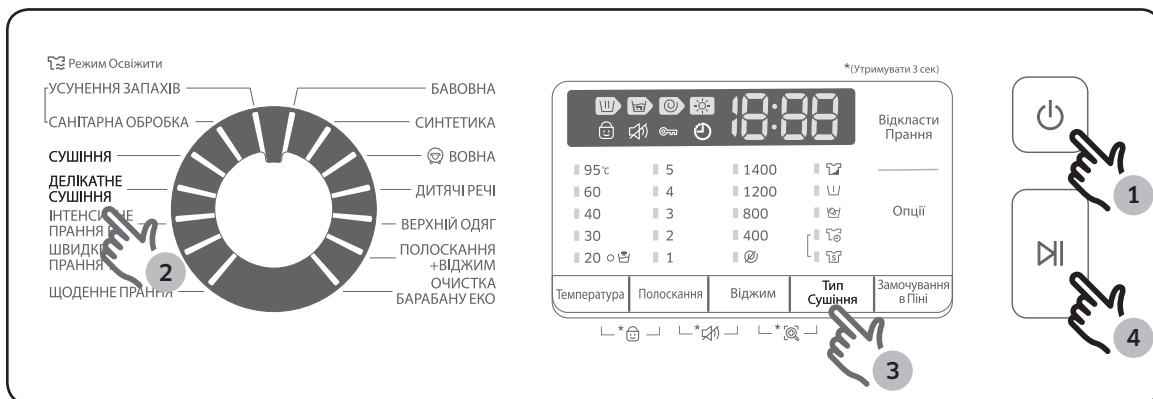 Режим Освіжити
УСУНЕННЯ ЗАПАХІВ
САНІТАРНА ОБРОБКА
СУШІННЯ
ДЕЛІКАТНЕ
СУШІННЯ
ПРАННЯ
ШВИДКЕ
ПРАННЯ
ЩОДЕННЕ ПРАННЯ
2
БАВОВНА
СИНТЕТИКА
ВОВНА
ДИТЯЧІ РЕЧІ
ВЕРХНІЙ ОДЯГ
ПОЛОСКАННЯ
+ВІДЖИМ
ОЧИСТКА
БАРАБАНУ ЕКО
*(Утримувати 3 сек)
18:88
Відкласти
Прання
Опції
95℃ 5 1400
60 4 1200
40 3 800
30 2 400
20 1
Температура Полоскання Віджим Тип Сушіння Замочування в Піні
* * *
3
1
4